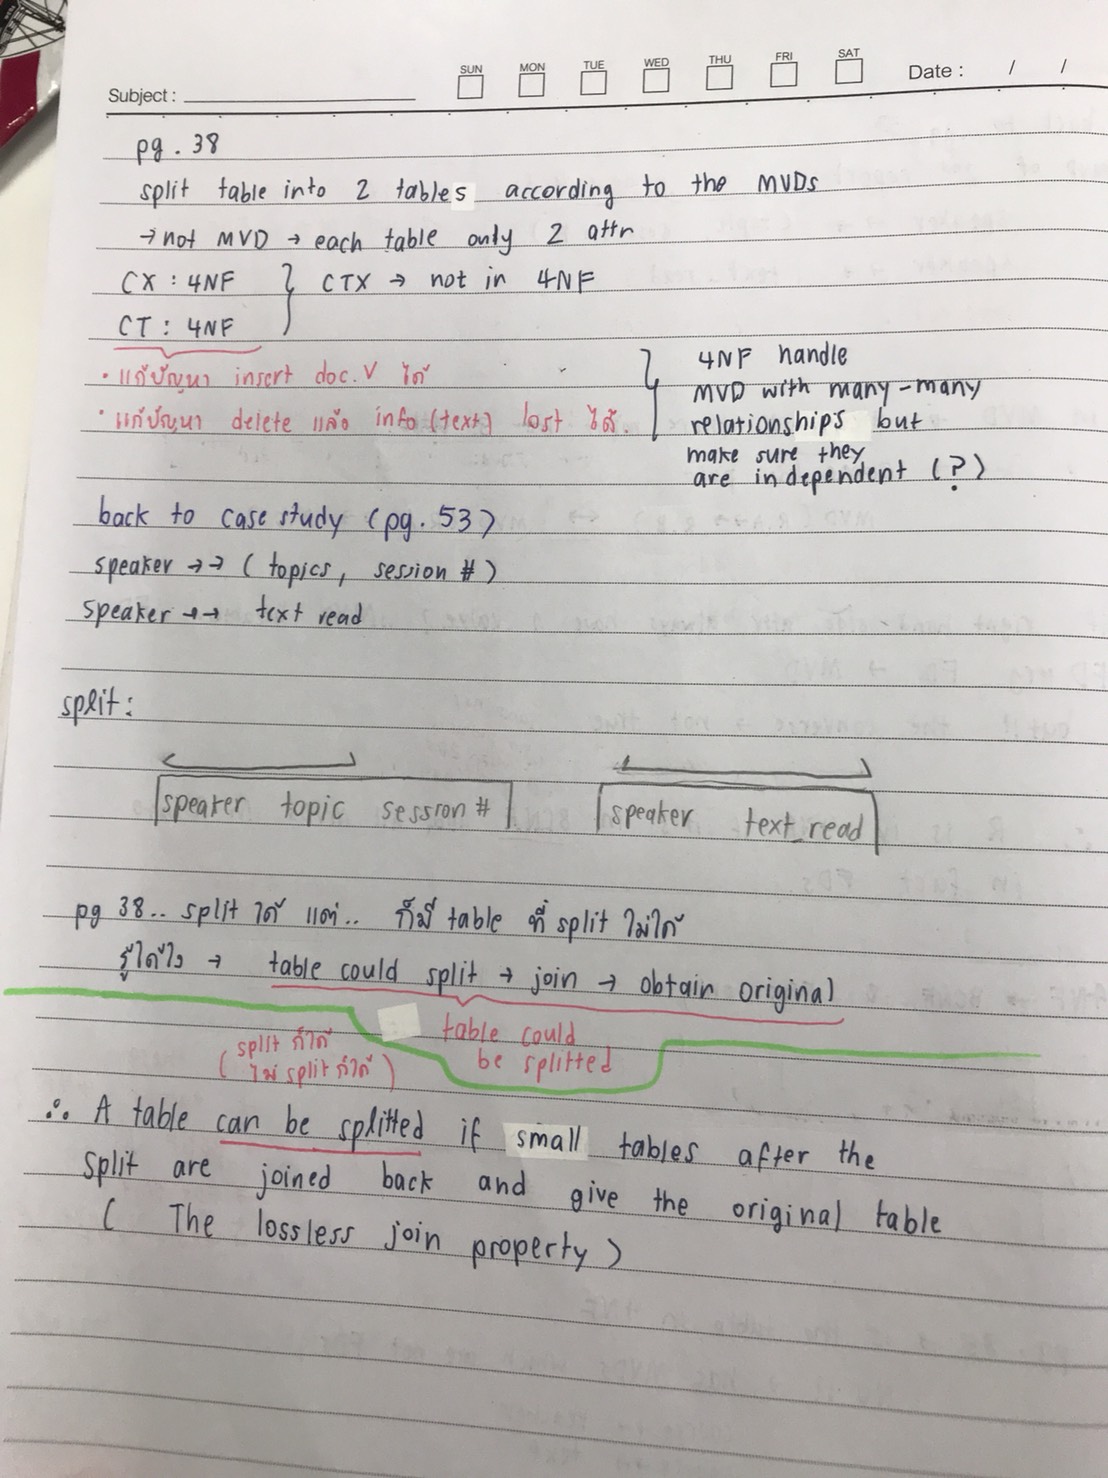 SUN MON TUE WED THU FRI SAT
Subject : Date : / /
pg. 38
split table into 2 tables according to the MVDs
→ not MVD → each table only 2 attr
CX : 4NF } CTX → not in 4NF
CT : 4NF
• แก้ปัญหา insert doc. V ได้
• แก้ปัญหา delete แล้ว info (text) lost ได้.
} 4NF handle
MVD with many-many
relationships but
make sure they
are independent (?)
back to case study (pg. 53)
speaker →→ (topics, session #)
speaker →→ text read
split:
speaker topic session #
speaker text_read
pg 38.. split ได้ แต่.. ก็มี table ที่ split ไม่ได้
รู้ได้ไง → table could split → join → obtain original
table could
be splitted
( split ก็ได้
ไม่ split ก็ได้ )
∴ A table can be splitted if small tables after the
split are joined back and give the original table
( The lossless join property )